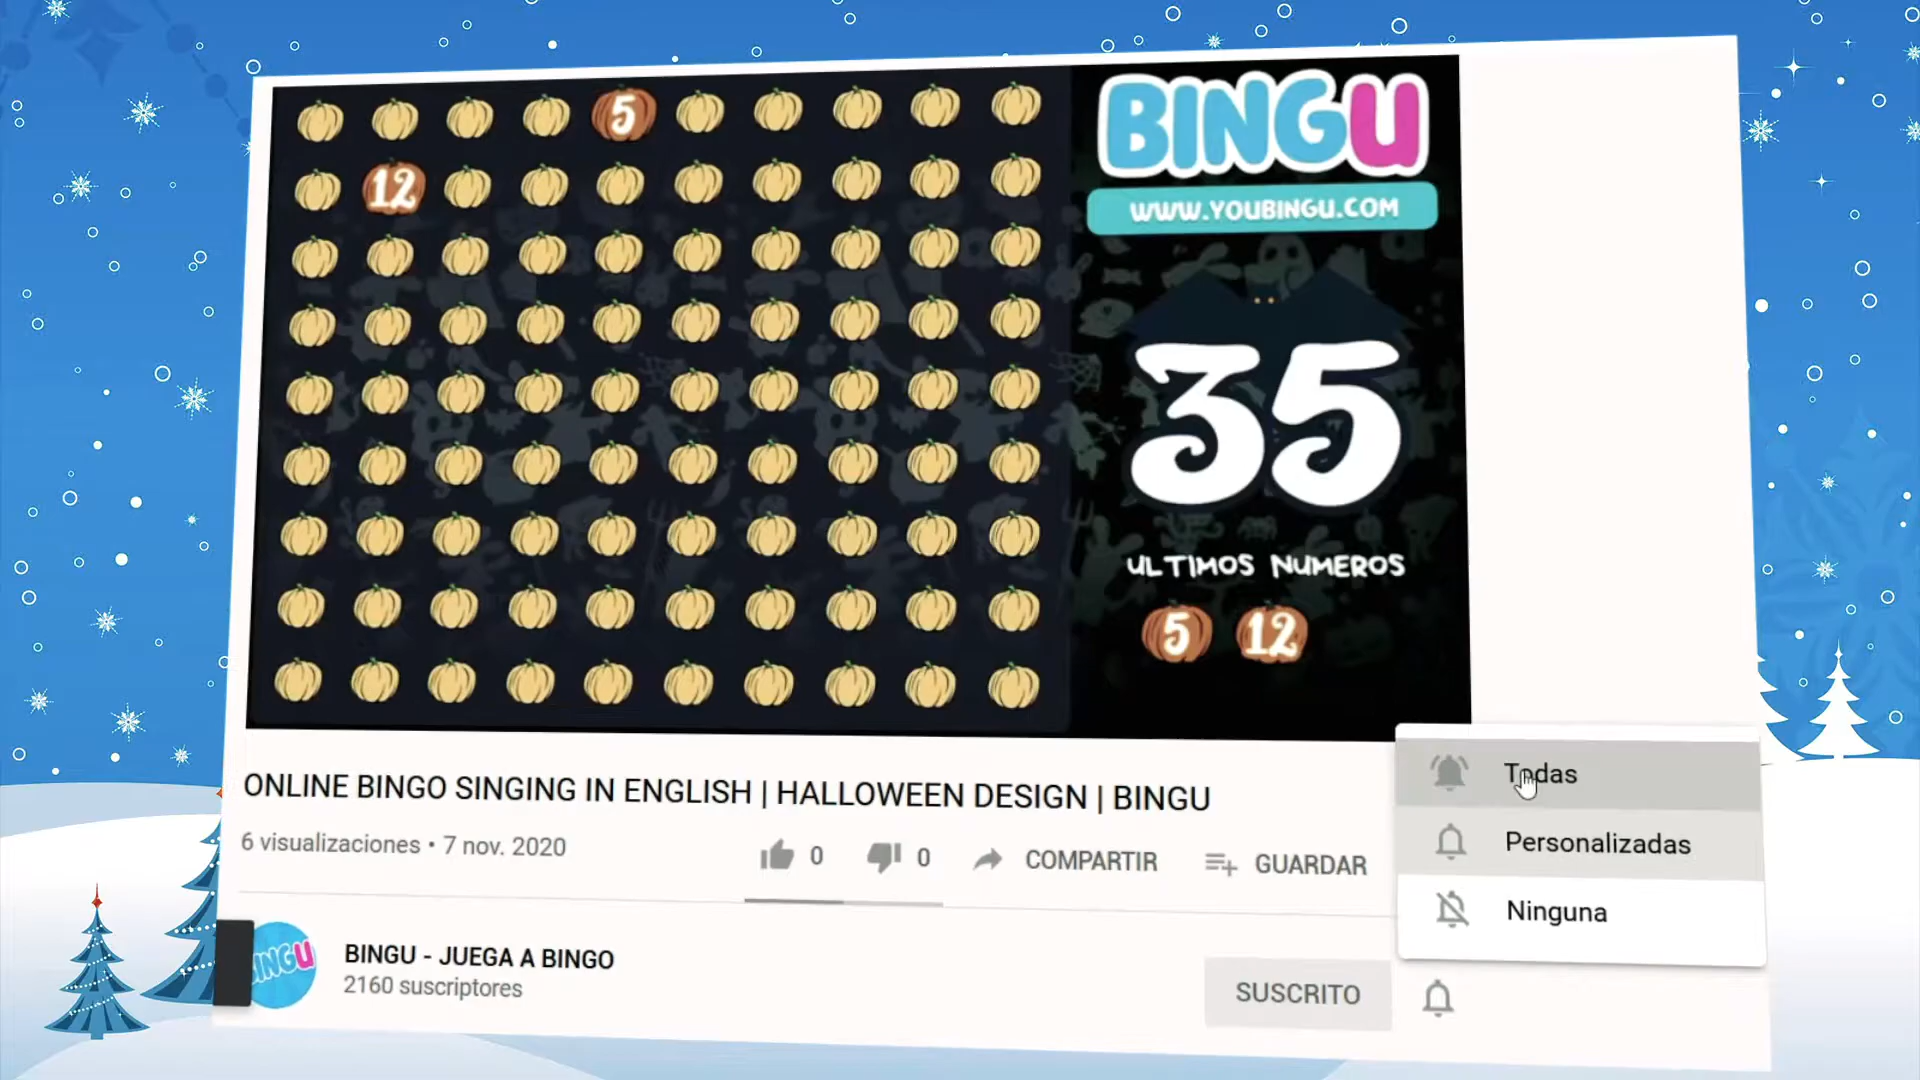 5
12
BINGU
WWW.YOUBINGU.COM
35
ULTIMOS NUMEROS
5 12
ONLINE BINGO SINGING IN ENGLISH | HALLOWEEN DESIGN | BINGU
6 visualizaciones • 7 nov. 2020
0 0 COMPARTIR GUARDAR
Todas
Personalizadas
Ninguna
BINGU
BINGU - JUEGA A BINGO
2160 suscriptores
SUSCRITO